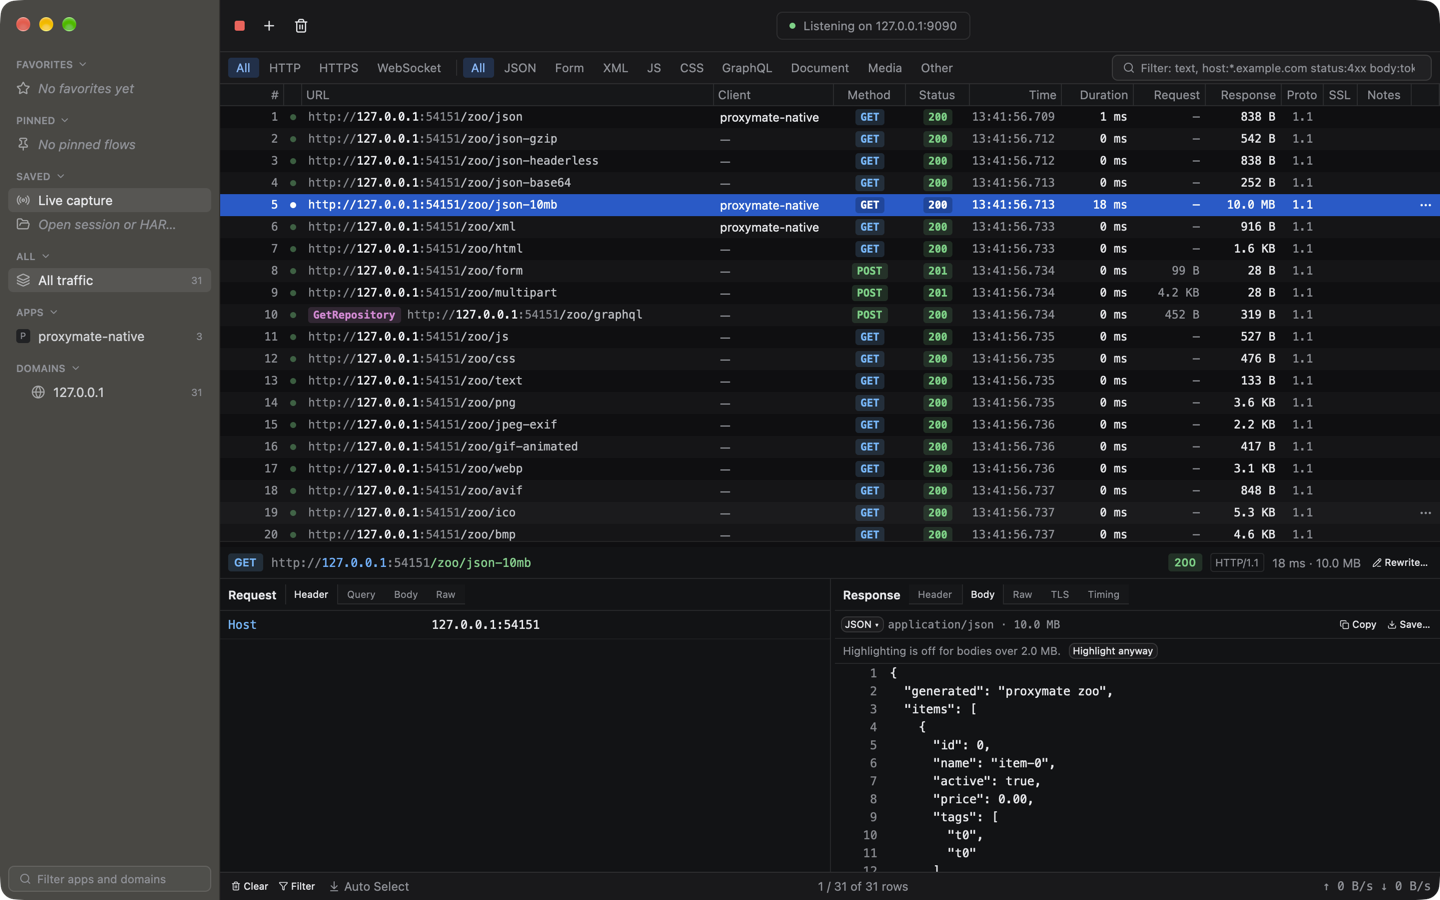 Listening on 127.0.0.1:9090
FAVORITES
No favorites yet
PINNED
No pinned flows
SAVED
Live capture
Open session or HAR...
ALL
All traffic 31
APPS
P proxymate-native 3
DOMAINS
127.0.0.1 31
Filter apps and domains
All HTTP HTTPS WebSocket All JSON Form XML JS CSS GraphQL Document Media Other Filter: text, host:*.example.com status:4xx body:tok
# URL Client Method Status Time Duration Request Response Proto SSL Notes
1 http://127.0.0.1:54151/zoo/json proxymate-native GET 200 13:41:56.709 1 ms — 838 B 1.1
2 http://127.0.0.1:54151/zoo/json-gzip — GET 200 13:41:56.712 0 ms — 542 B 1.1
3 http://127.0.0.1:54151/zoo/json-headerless — GET 200 13:41:56.712 0 ms — 838 B 1.1
4 http://127.0.0.1:54151/zoo/json-base64 — GET 200 13:41:56.713 0 ms — 252 B 1.1
5 http://127.0.0.1:54151/zoo/json-10mb proxymate-native GET 200 13:41:56.713 18 ms — 10.0 MB 1.1 ...
6 http://127.0.0.1:54151/zoo/xml proxymate-native GET 200 13:41:56.733 0 ms — 916 B 1.1
7 http://127.0.0.1:54151/zoo/html — GET 200 13:41:56.733 0 ms — 1.6 KB 1.1
8 http://127.0.0.1:54151/zoo/form — POST 201 13:41:56.734 0 ms 99 B 28 B 1.1
9 http://127.0.0.1:54151/zoo/multipart — POST 201 13:41:56.734 0 ms 4.2 KB 28 B 1.1
10 GetRepository http://127.0.0.1:54151/zoo/graphql — POST 200 13:41:56.734 0 ms 452 B 319 B 1.1
11 http://127.0.0.1:54151/zoo/js — GET 200 13:41:56.735 0 ms — 527 B 1.1
12 http://127.0.0.1:54151/zoo/css — GET 200 13:41:56.735 0 ms — 476 B 1.1
13 http://127.0.0.1:54151/zoo/text — GET 200 13:41:56.735 0 ms — 133 B 1.1
14 http://127.0.0.1:54151/zoo/png — GET 200 13:41:56.735 0 ms — 3.6 KB 1.1
15 http://127.0.0.1:54151/zoo/jpeg-exif — GET 200 13:41:56.736 0 ms — 2.2 KB 1.1
16 http://127.0.0.1:54151/zoo/gif-animated — GET 200 13:41:56.736 0 ms — 417 B 1.1
17 http://127.0.0.1:54151/zoo/webp — GET 200 13:41:56.736 0 ms — 3.1 KB 1.1
18 http://127.0.0.1:54151/zoo/avif — GET 200 13:41:56.737 0 ms — 848 B 1.1
19 http://127.0.0.1:54151/zoo/ico — GET 200 13:41:56.737 0 ms — 5.3 KB 1.1 ...
20 http://127.0.0.1:54151/zoo/bmp — GET 200 13:41:56.737 0 ms — 4.6 KB 1.1
GET http://127.0.0.1:54151/zoo/json-10mb 200 HTTP/1.1 18 ms · 10.0 MB Rewrite...
Request Header Query Body Raw
Host 127.0.0.1:54151
Response Header Body Raw TLS Timing
JSON application/json · 10.0 MB Copy Save...
Highlighting is off for bodies over 2.0 MB. Highlight anyway
1 {
2 "generated": "proxymate zoo",
3 "items": [
4 {
5 "id": 0,
6 "name": "item-0",
7 "active": true,
8 "price": 0.00,
9 "tags": [
10 "t0",
11 "t0"
12 ]
Clear Filter Auto Select 1 / 31 of 31 rows ↑ 0 B/s ↓ 0 B/s